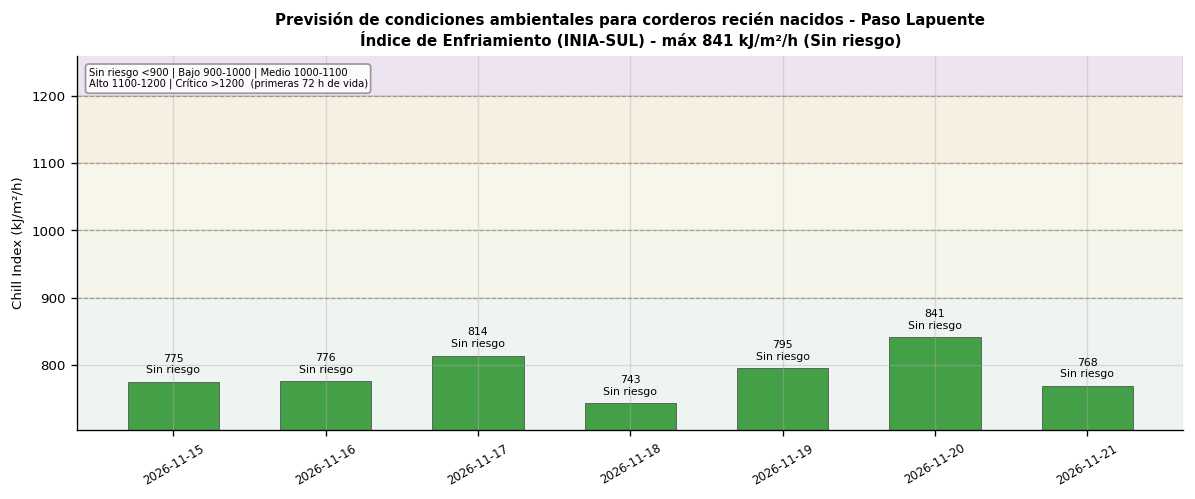 Previsión de condiciones ambientales para corderos recién nacidos - Paso Lapuente
Índice de Enfriamiento (INIA-SUL) - máx 841 kJ/m²/h (Sin riesgo)
Sin riesgo <900 | Bajo 900-1000 | Medio 1000-1100
Alto 1100-1200 | Crítico >1200  (primeras 72 h de vida)
Chill Index (kJ/m²/h)
1200
1100
1000
900
800
775
Sin riesgo
776
Sin riesgo
814
Sin riesgo
743
Sin riesgo
795
Sin riesgo
841
Sin riesgo
768
Sin riesgo
2026-11-15
2026-11-16
2026-11-17
2026-11-18
2026-11-19
2026-11-20
2026-11-21